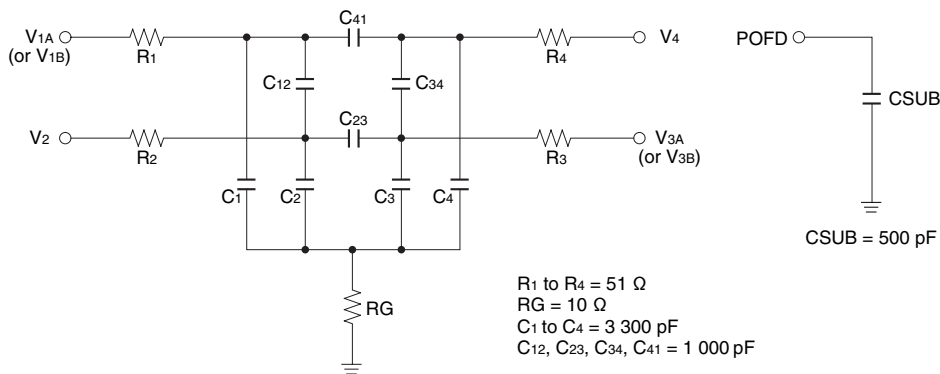 C41
V1A
(or V1B)
R1
R4
V4
POFD
C12
C34
CSUB
C23
V2
R2
R3
V3A
(or V3B)
C1
C2
C3
C4
CSUB = 500 pF
RG
R1 to R4 = 51 Ω
RG = 10 Ω
C1 to C4 = 3 300 pF
C12, C23, C34, C41 = 1 000 pF